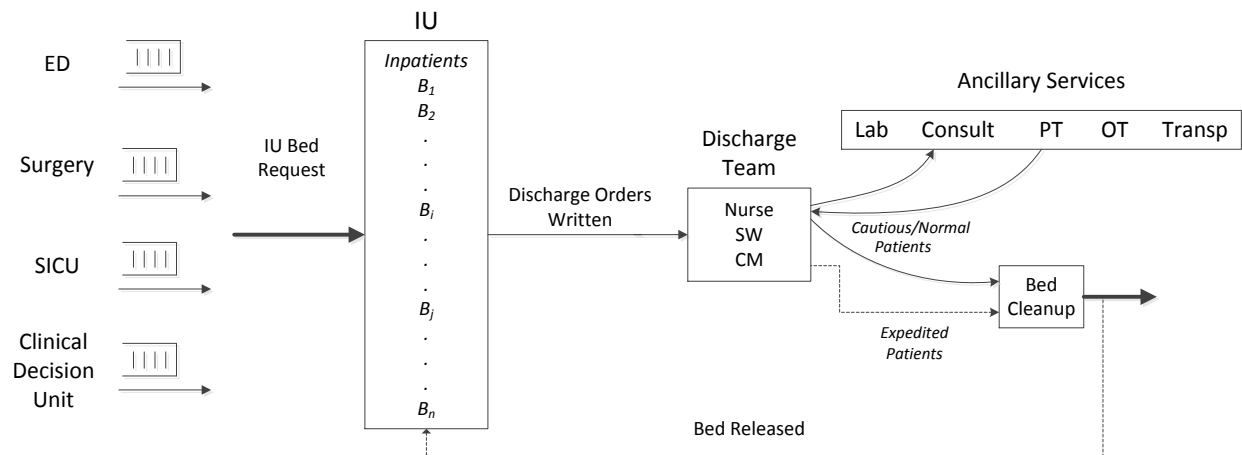 ED
Surgery
SICU
Clinical
Decision
Unit
IU Bed
Request
IU
Inpatients
B1
B2
.
.
.
Bi
.
.
.
Bj
.
.
.
Bn
Discharge Orders
Written
Discharge
Team
Nurse
SW
CM
Ancillary Services
Lab Consult PT OT Transp
Cautious/Normal
Patients
Expedited
Patients
Bed
Cleanup
Bed Released